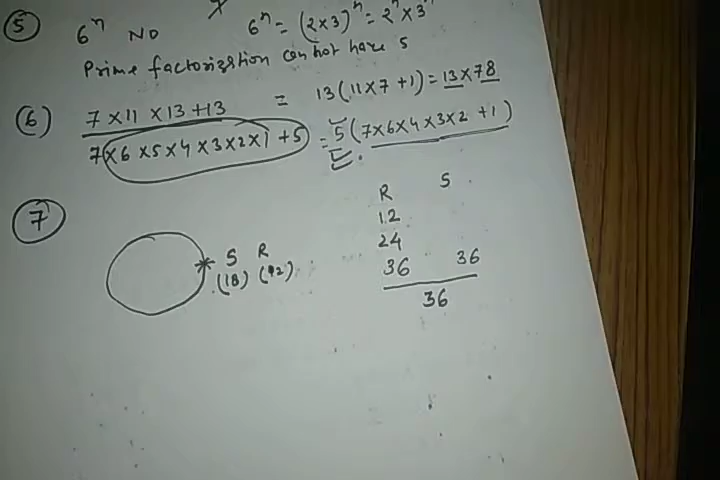 (5) 6ⁿ NO 6ⁿ = (2×3)ⁿ = 2ⁿ×3ⁿ
Prime factorization can not have 5
(6) 7×11×13+13 = 13(11×7+1) = 13×78
7×6×5×4×3×2×1+5 = 5(7×6×4×3×2+1)
(7)
R S
12
24
36 36
36
S R
(18) (12)